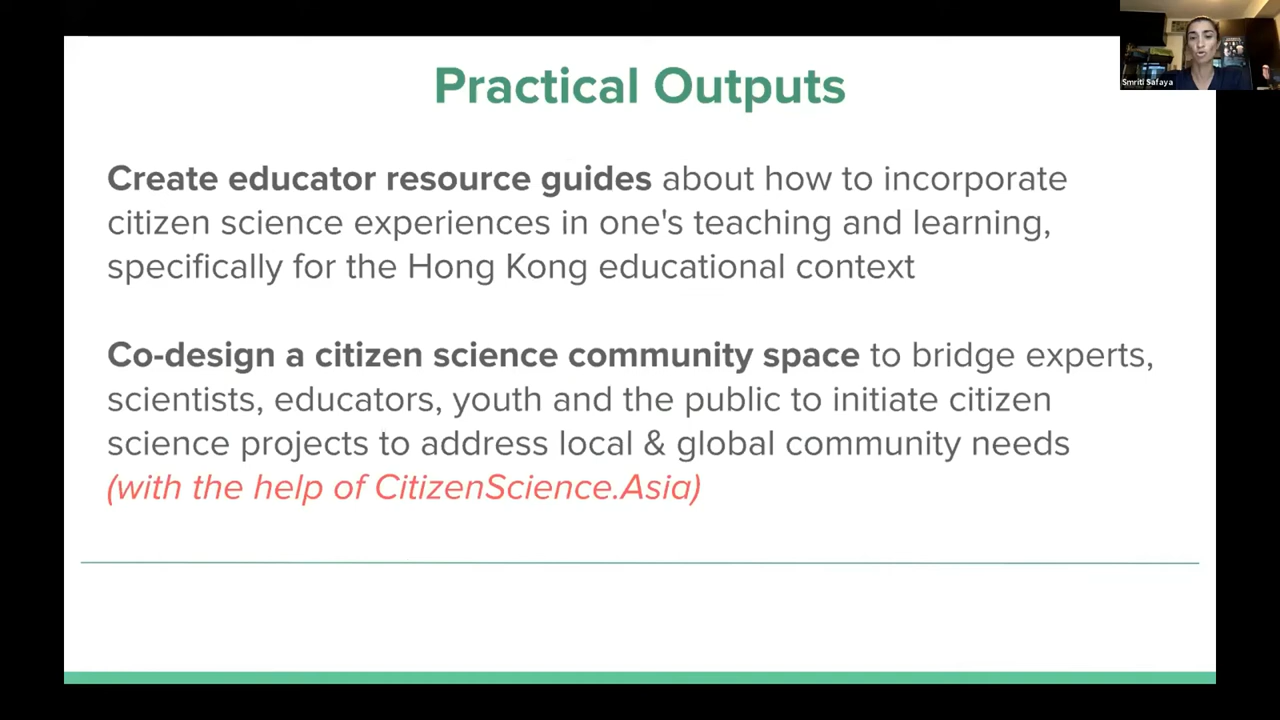 Practical Outputs
Smriti Safaya
Create educator resource guides about how to incorporate
citizen science experiences in one's teaching and learning,
specifically for the Hong Kong educational context
Co-design a citizen science community space to bridge experts,
scientists, educators, youth and the public to initiate citizen
science projects to address local & global community needs
(with the help of CitizenScience.Asia)